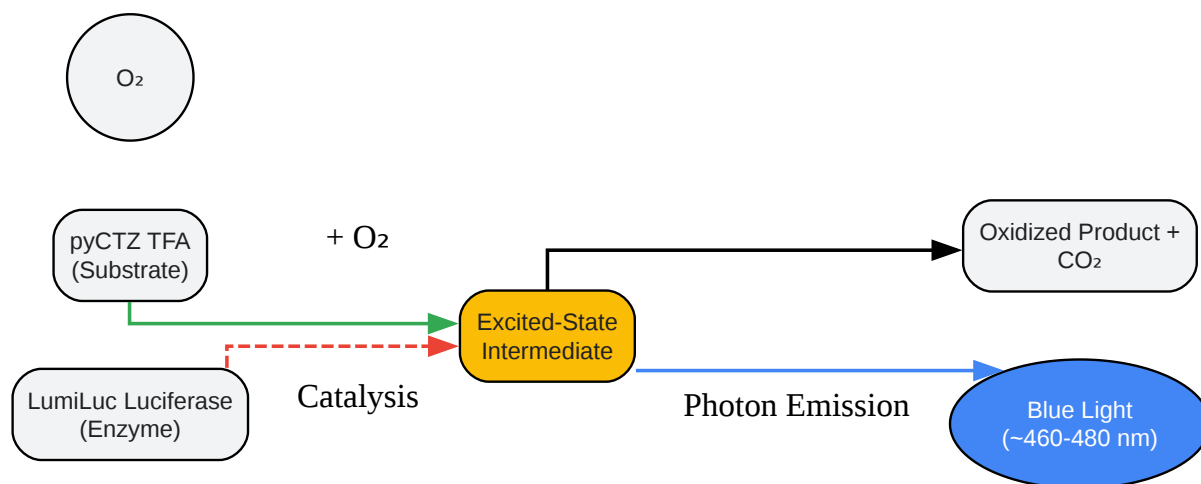 O₂
pyCTZ TFA
(Substrate)
+ O₂
Oxidized Product +
CO₂
Excited-State
Intermediate
LumiLuc Luciferase
(Enzyme)
Catalysis
Photon Emission
Blue Light
(~460-480 nm)